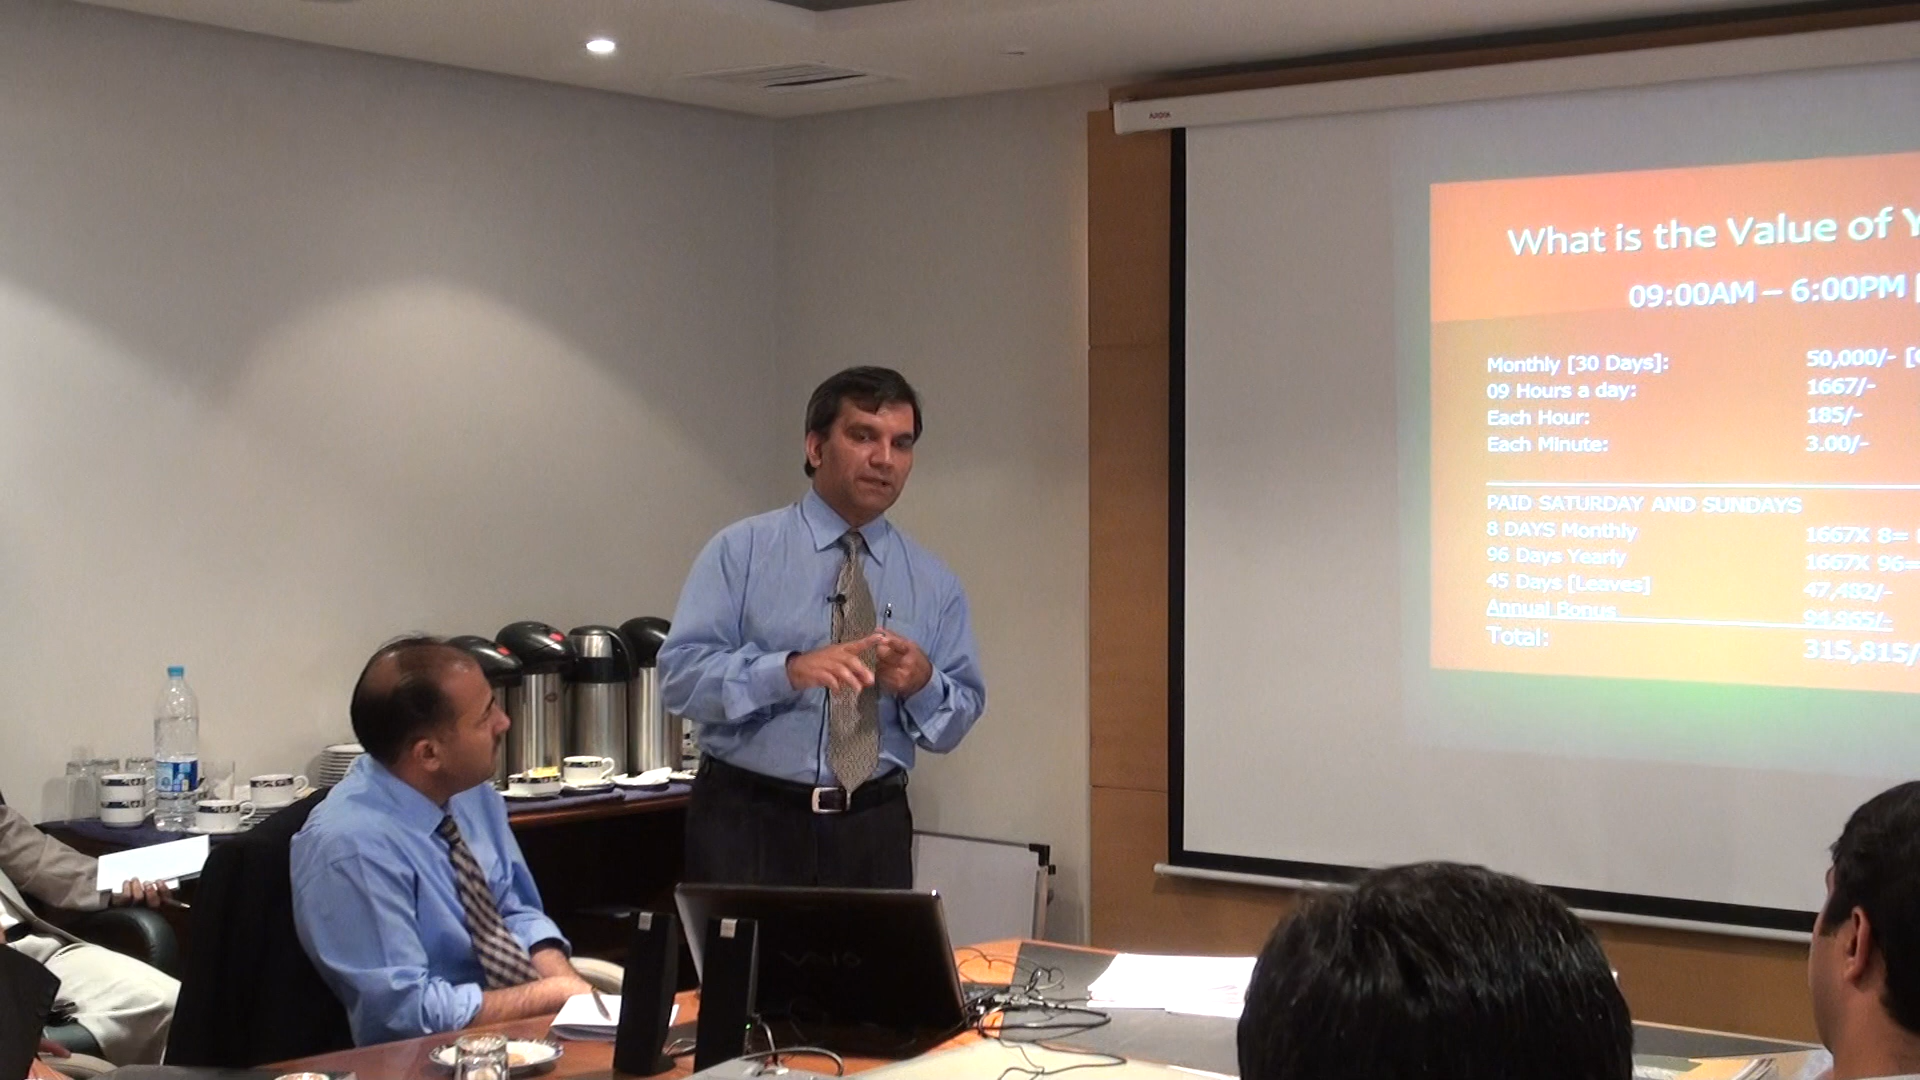 What is the Value of Y
09:00AM – 6:00PM [
Monthly [30 Days]: 50,000/- [
09 Hours a day: 1667/-
Each Hour: 185/-
Each Minute: 3.00/-
PAID SATURDAY AND SUNDAYS
8 DAYS Monthly 1667X 8=
96 Days Yearly 1667X 96=
45 Days [Leaves] 47,482/-
Annual Bonus 94,965/-
Total: 315,815/
VAIO